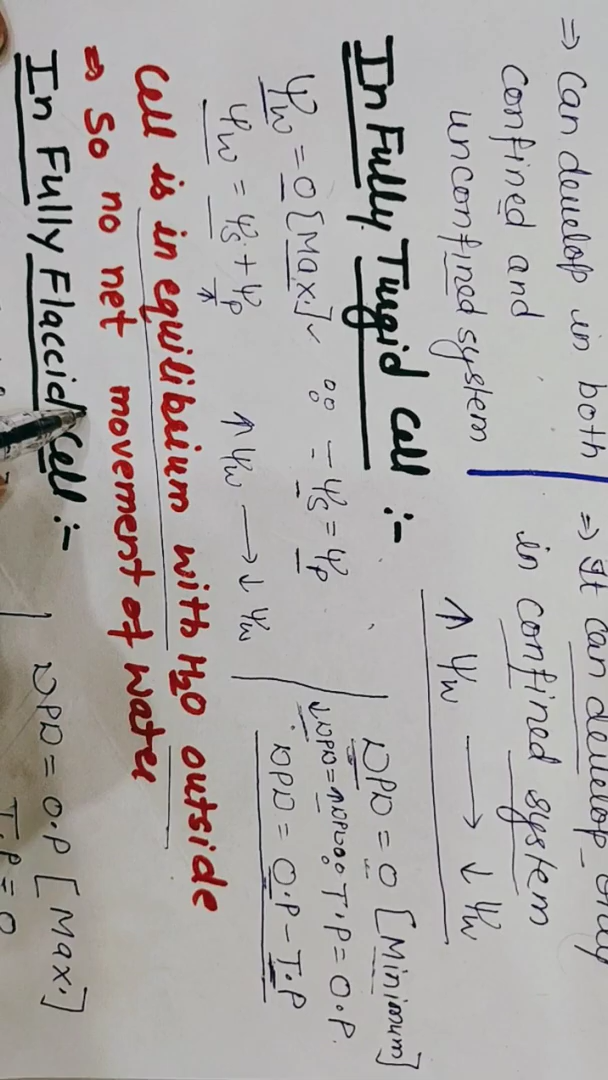 ⇒ can develop in both
confined and
unconfined system
⇒ It can develop only
in confined system
↑ Ψw ⟶ ↓ Ψw
In Fully Turgid cell :-
Ψw = 0 [Max.] ∴ - Ψs = Ψp
Ψw = Ψs + Ψp
↑ Ψw ⟶ ↓ Ψw
DPD = 0 [Minimum]
T.P = O.P.
DPD = O.P - T.P
Cell is in equilibrium with H2O outside
⇒ So no net movement of water
In Fully Flaccid Cell :-
DPD = O.P [Max.]
T.P = 0